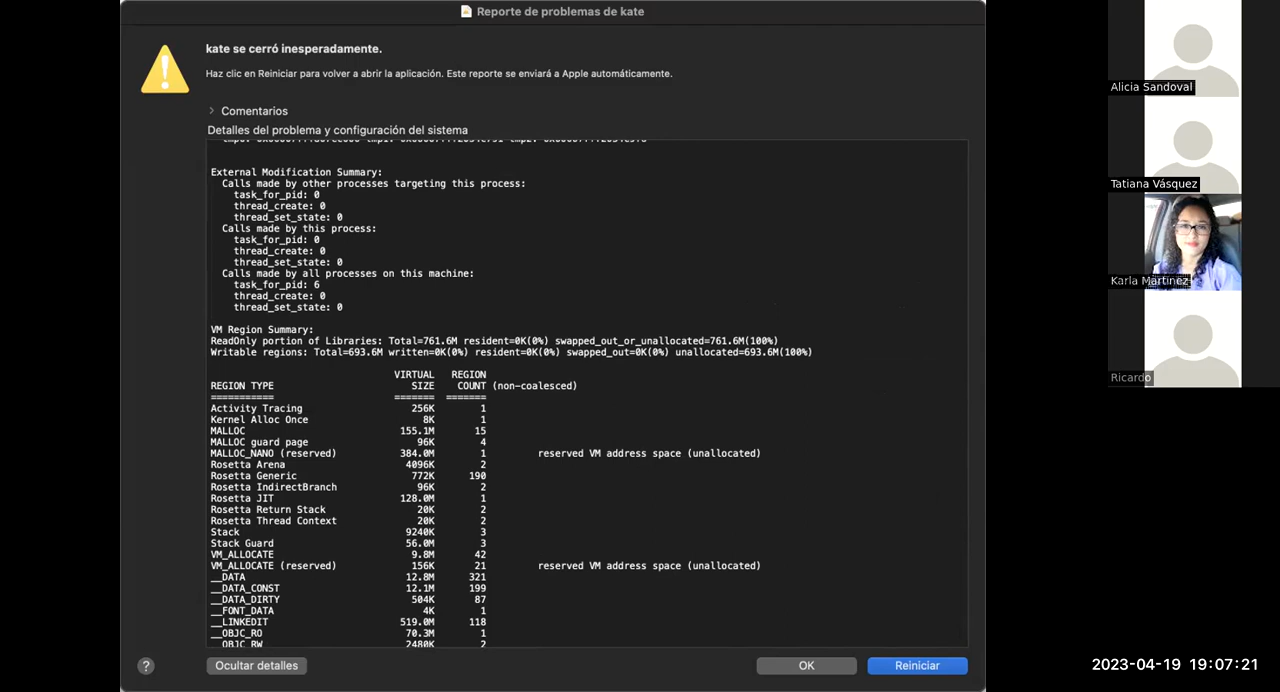 Reporte de problemas de kate
kate se cerró inesperadamente.
Haz clic en Reiniciar para volver a abrir la aplicación. Este reporte se enviará a Apple automáticamente.
Comentarios
Detalles del problema y configuración del sistema
External Modification Summary:
Calls made by other processes targeting this process:
task_for_pid: 0
thread_create: 0
thread_set_state: 0
Calls made by this process:
task_for_pid: 0
thread_create: 0
thread_set_state: 0
Calls made by all processes on this machine:
task_for_pid: 6
thread_create: 0
thread_set_state: 0
VM Region Summary:
ReadOnly portion of Libraries: Total=761.6M resident=0K(0%) swapped_out_or_unallocated=761.6M(100%)
Writable regions: Total=693.6M written=0K(0%) resident=0K(0%) swapped_out=0K(0%) unallocated=693.6M(100%)
VIRTUAL REGION
REGION TYPE SIZE COUNT (non-coalesced)
=========== ======= =======
Activity Tracing 256K 1
Kernel Alloc Once 8K 1
MALLOC 155.1M 15
MALLOC guard page 96K 4
MALLOC_NANO (reserved) 384.0M 1 reserved VM address space (unallocated)
Rosetta Arena 4096K 2
Rosetta Generic 772K 190
Rosetta IndirectBranch 96K 2
Rosetta JIT 128.0M 1
Rosetta Return Stack 20K 2
Rosetta Thread Context 20K 2
Stack 9240K 3
Stack Guard 56.0M 3
VM_ALLOCATE 9.8M 42
VM_ALLOCATE (reserved) 156K 21 reserved VM address space (unallocated)
__DATA 12.8M 321
__DATA_CONST 12.1M 199
__DATA_DIRTY 504K 87
__FONT_DATA 4K 1
__LINKEDIT 519.0M 118
__OBJC_RO 70.3M 1
__OBJC_RW 2480K 2
? Ocultar detalles OK Reiniciar
Alicia Sandoval
Tatiana Vásquez
Karla Martinez
Ricardo
2023-04-19 19:07:21